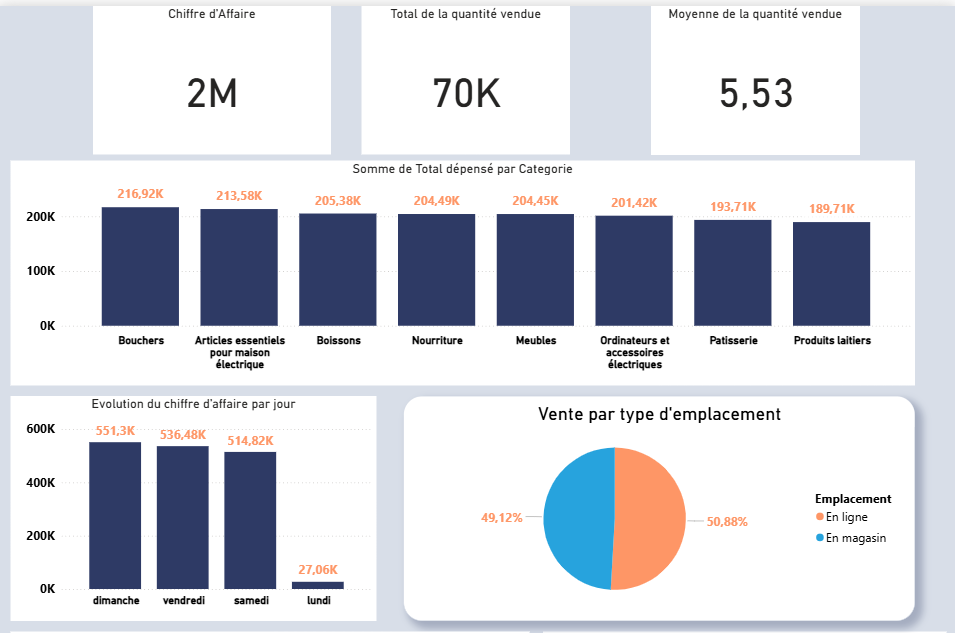 Chiffre d'Affaire
2M
Total de la quantité vendue
70K
Moyenne de la quantité vendue
5,53
Somme de Total dépensé par Categorie
200K
100K
0K
216,92K
213,58K
205,38K
204,49K
204,45K
201,42K
193,71K
189,71K
Bouchers
Articles essentiels
pour maison
électrique
Boissons
Nourriture
Meubles
Ordinateurs et
accessoires
électriques
Patisserie
Produits laitiers
Evolution du chiffre d'affaire par jour
600K
400K
200K
0K
551,3K
536,48K
514,82K
27,06K
dimanche
vendredi
samedi
lundi
Vente par type d'emplacement
49,12%
50,88%
Emplacement
En ligne
En magasin